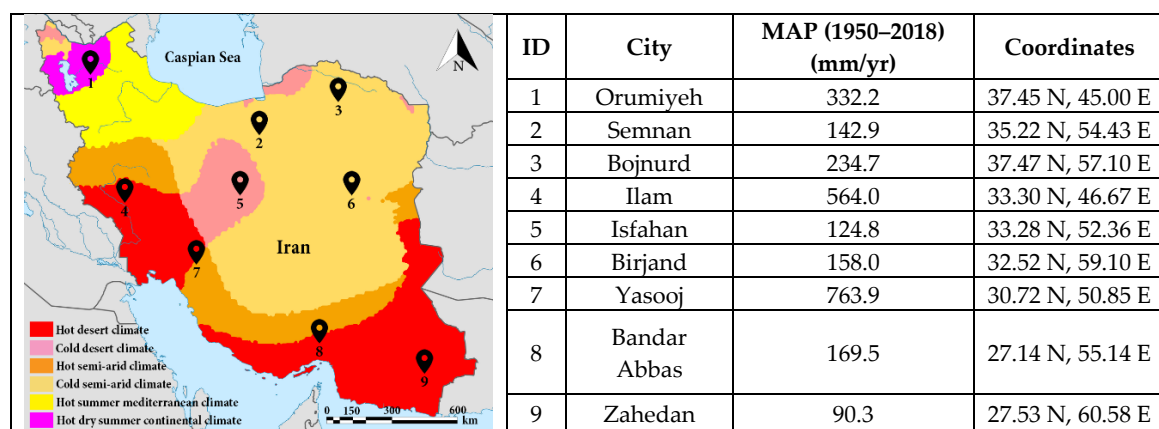 Caspian Sea
N
1
3
2
4
5
6
7
Iran
8
9
Hot desert climate
Cold desert climate
Hot semi-arid climate
Cold semi-arid climate
Hot summer mediterranean climate
Hot dry summer continental climate
0 150 300 600
km
ID City MAP (1950–2018) (mm/yr) Coordinates
1 Orumiyeh 332.2 37.45 N, 45.00 E
2 Semnan 142.9 35.22 N, 54.43 E
3 Bojnurd 234.7 37.47 N, 57.10 E
4 Ilam 564.0 33.30 N, 46.67 E
5 Isfahan 124.8 33.28 N, 52.36 E
6 Birjand 158.0 32.52 N, 59.10 E
7 Yasooj 763.9 30.72 N, 50.85 E
8 Bandar Abbas 169.5 27.14 N, 55.14 E
9 Zahedan 90.3 27.53 N, 60.58 E